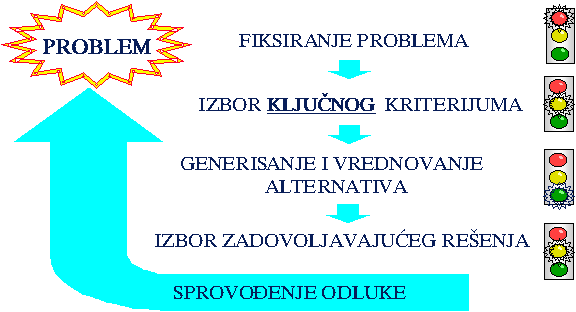 PROBLEM
FIKSIRANJE PROBLEMA
IZBOR KLJUČNOG KRITERIJUMA
GENERISANJE I VREDNOVANJE
ALTERNATIVA
IZBOR ZADOVOLJAVAJUĆEG REŠENJA
SPROVOĐENJE ODLUKE